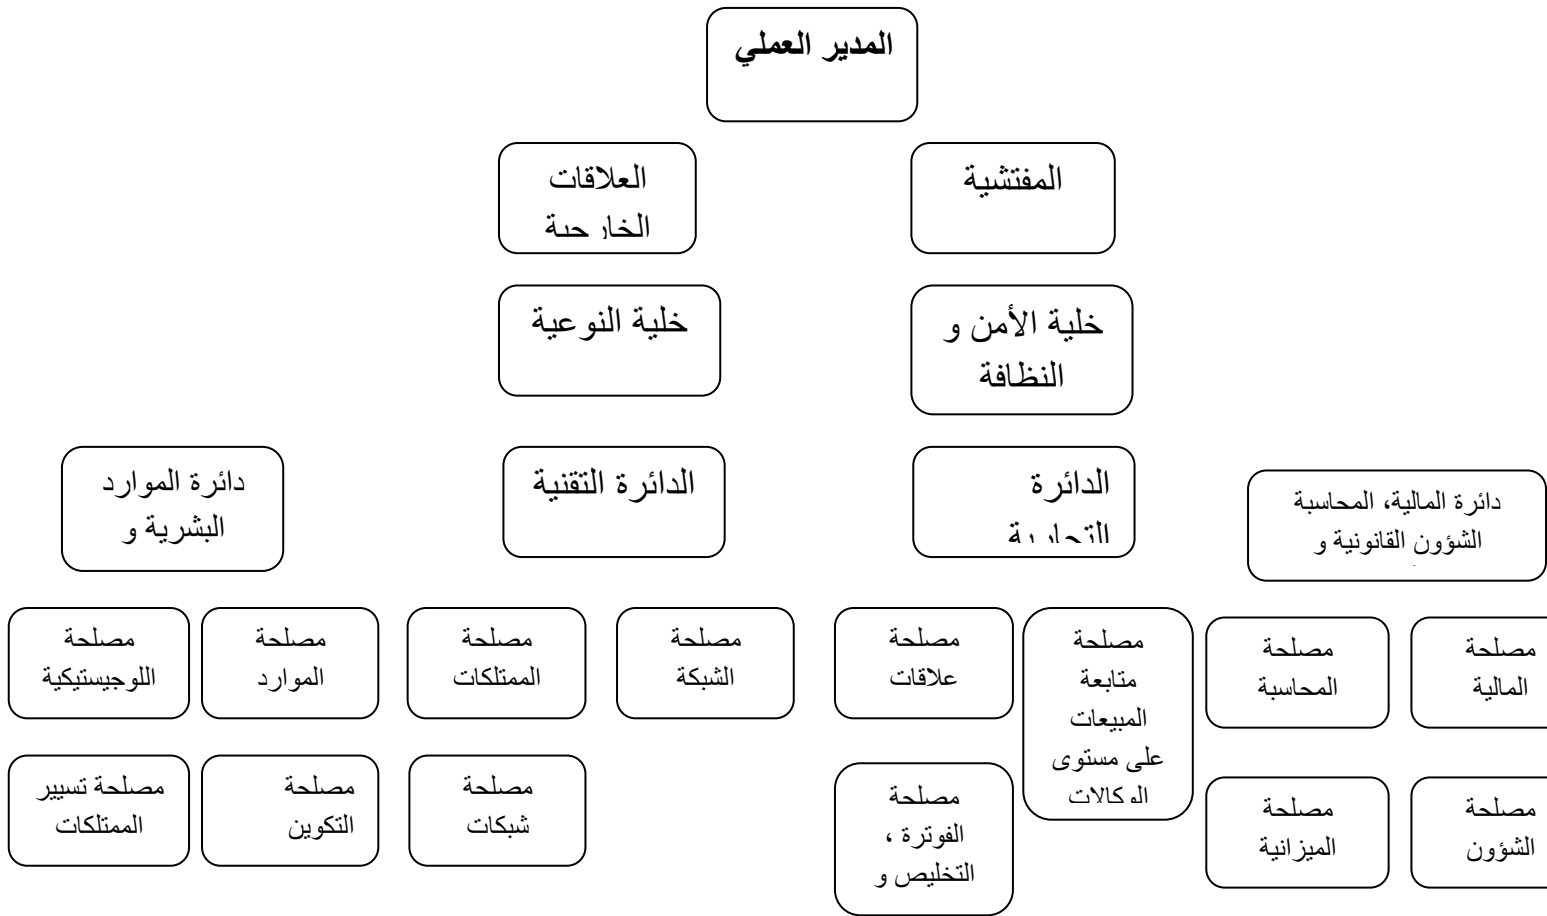 المدير العملي
المفتشية
العلاقات
الخارجية
خلية الأمن و
النظافة
خلية النوعية
دائرة المالية، المحاسبة
الشؤون القانونية و
الدائرة
التجارية
الدائرة التقنية
دائرة الموارد
البشرية و
مصلحة
المالية
مصلحة
المحاسبة
مصلحة
متابعة
المبيعات
على مستوى
الوكالات
مصلحة
علاقات
مصلحة
الشبكة
مصلحة
الممتلكات
مصلحة
الموارد
مصلحة
اللوجيستيكية
مصلحة
الشؤون
مصلحة
الميزانية
مصلحة
الفوترة ،
التخليص و
مصلحة
شبكات
مصلحة
التكوين
مصلحة تسيير
الممتلكات